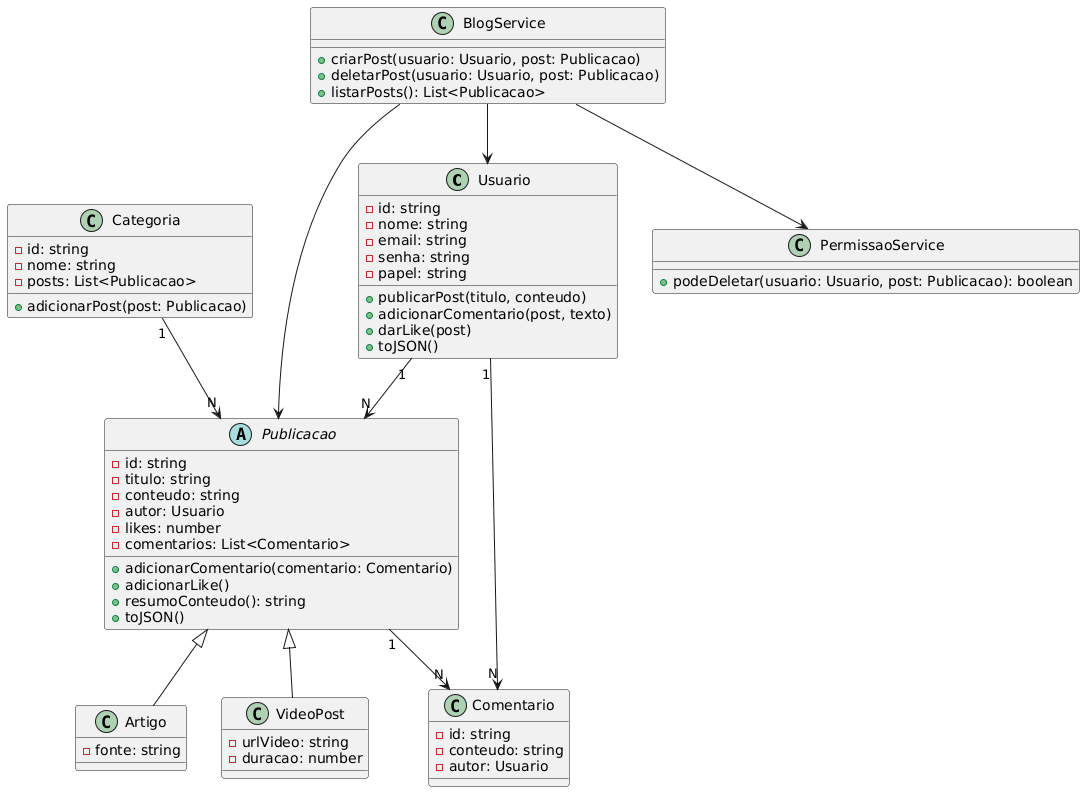 C BlogService
+ criarPost(usuario: Usuario, post: Publicacao)
deletarPost(usuario: Usuario, post: Publicacao)
listarPosts(): List<Publicacao>
C Usuario
id: string
nome: string
email: string
senha: string
papel: string
publicarPost(titulo, conteudo)
adicionarComentario(post, texto)
darLike(post)
toJSON()
C Categoria
id: string
nome: string
posts: List<Publicacao>
adicionarPost(post: Publicacao)
C PermissaoService
podeDeletar(usuario: Usuario, post: Publicacao): boolean
1
N
1
N
1
N
A Publicacao
id: string
titulo: string
conteudo: string
autor: Usuario
likes: number
comentarios: List<Comentario>
adicionarComentario(comentario: Comentario)
adicionarLike()
resumoConteudo(): string
toJSON()
1
N
C Artigo
fonte: string
C VideoPost
urlVideo: string
duracao: number
C Comentario
id: string
conteudo: string
autor: Usuario